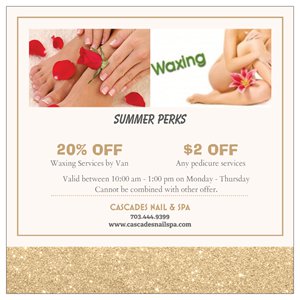 Waxing
SUMMER PERKS
20% OFF
Waxing Services by Van
$2 OFF
Any pedicure services
Valid between 10:00 am - 1:00 pm on Monday - Thursday
Cannot be combined with other offer.
CASCADES NAIL & SPA
703.444.9399
www.cascadesnailspa.com